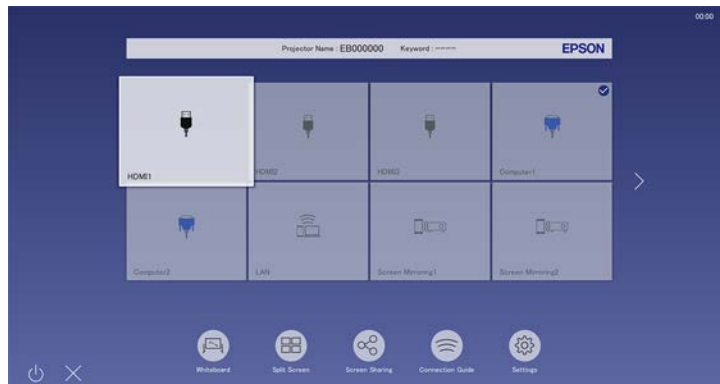 00:00
Projector Name : EB000000 Keyword : ---- EPSON
HDMI1 HDMI2 HDMI3 Computer1
Computer2 LAN Screen Mirroring1 Screen Mirroring2
Whiteboard Split Screen Screen Sharing Connection Guide Settings